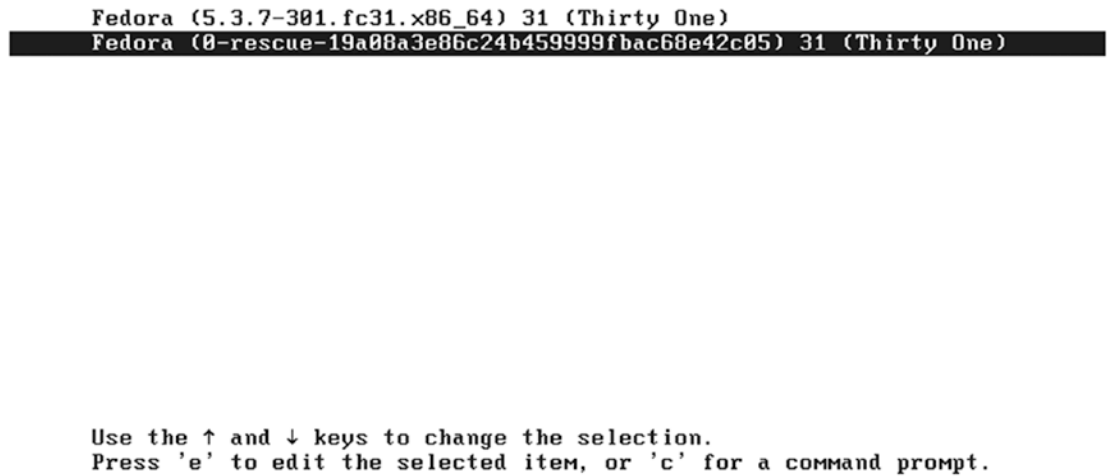 Fedora (5.3.7-301.fc31.x86_64) 31 (Thirty One)
Fedora (0-rescue-19a08a3e86c24b459999fbac68e42c05) 31 (Thirty One)
Use the ↑ and ↓ keys to change the selection.
Press 'e' to edit the selected item, or 'c' for a command prompt.